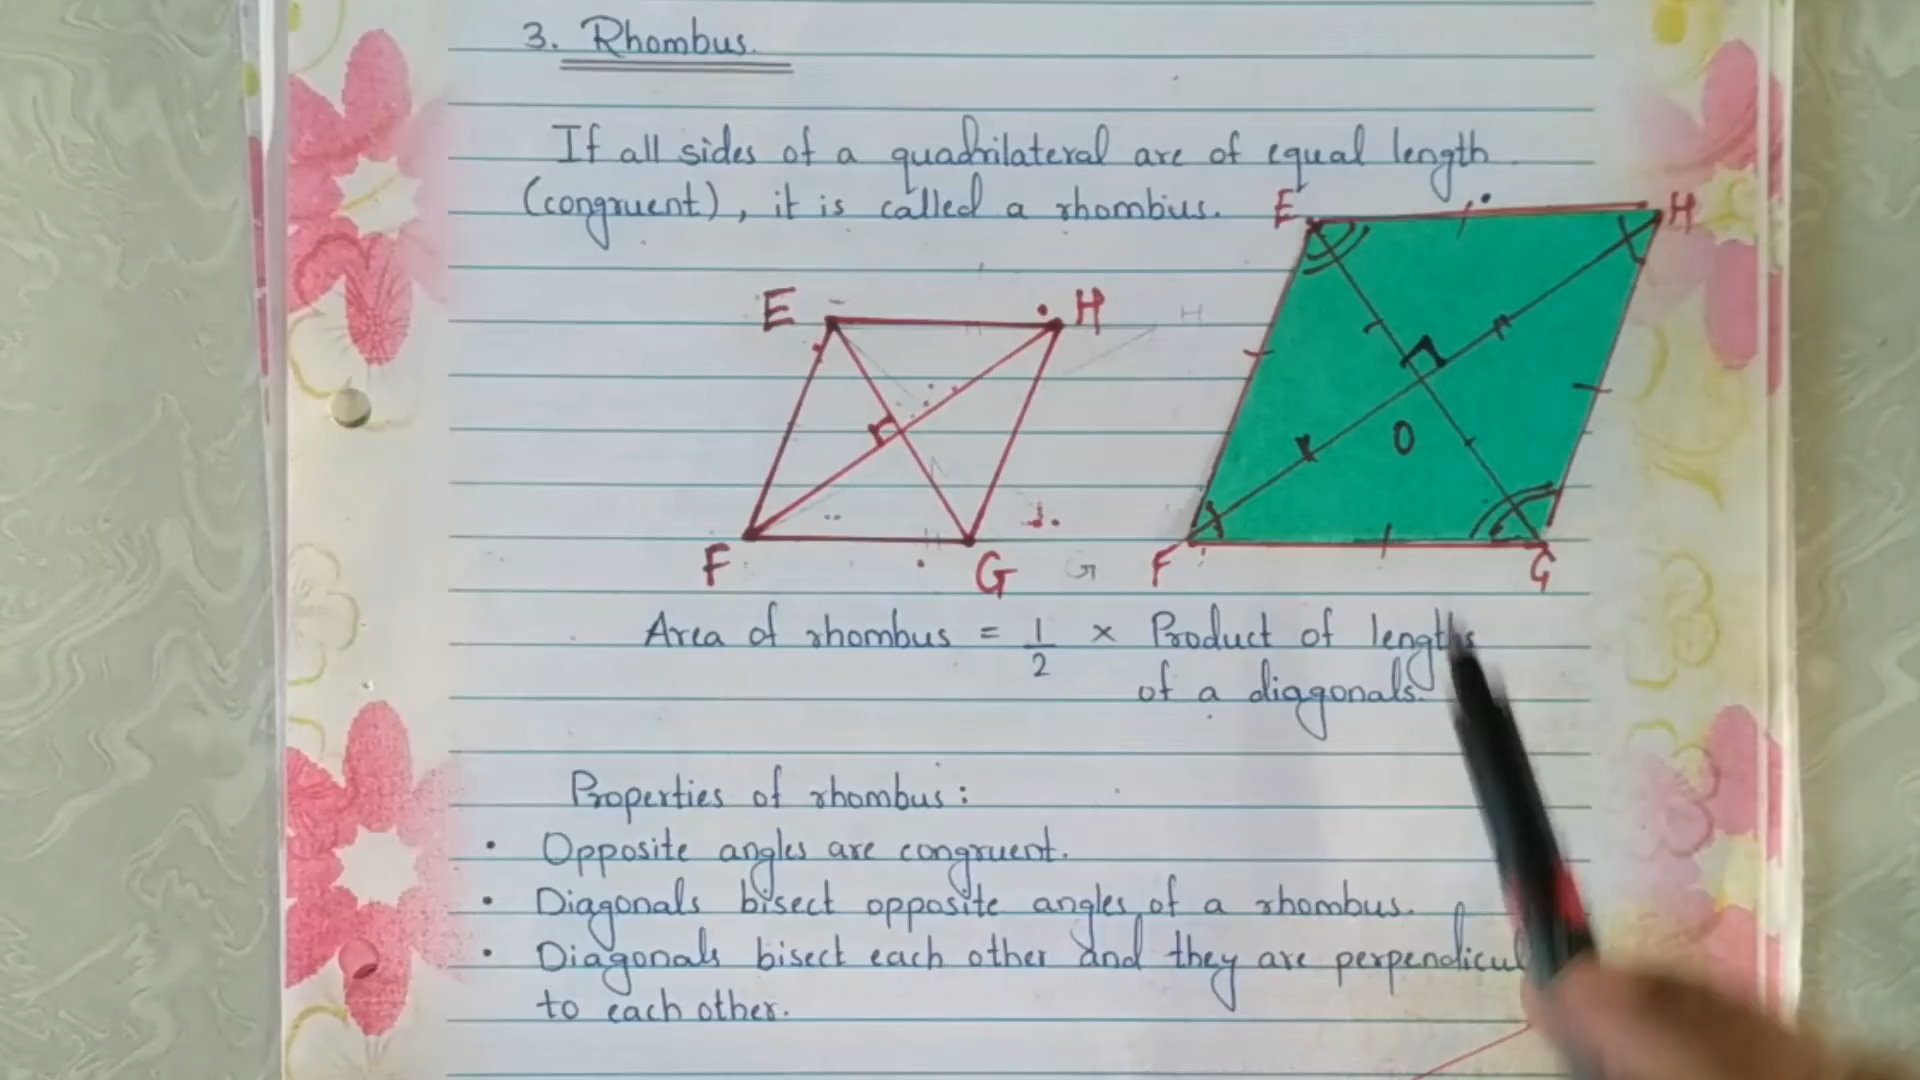 3. Rhombus.
If all sides of a quadrilateral are of equal length
(congruent), it is called a rhombus.
E H
E H H
O
F G G F G
Area of rhombus = 1/2 × Product of lengths
of a diagonals.
Properties of rhombus :
• Opposite angles are congruent.
• Diagonals bisect opposite angles of a rhombus.
• Diagonals bisect each other and they are perpendicul
to each other.